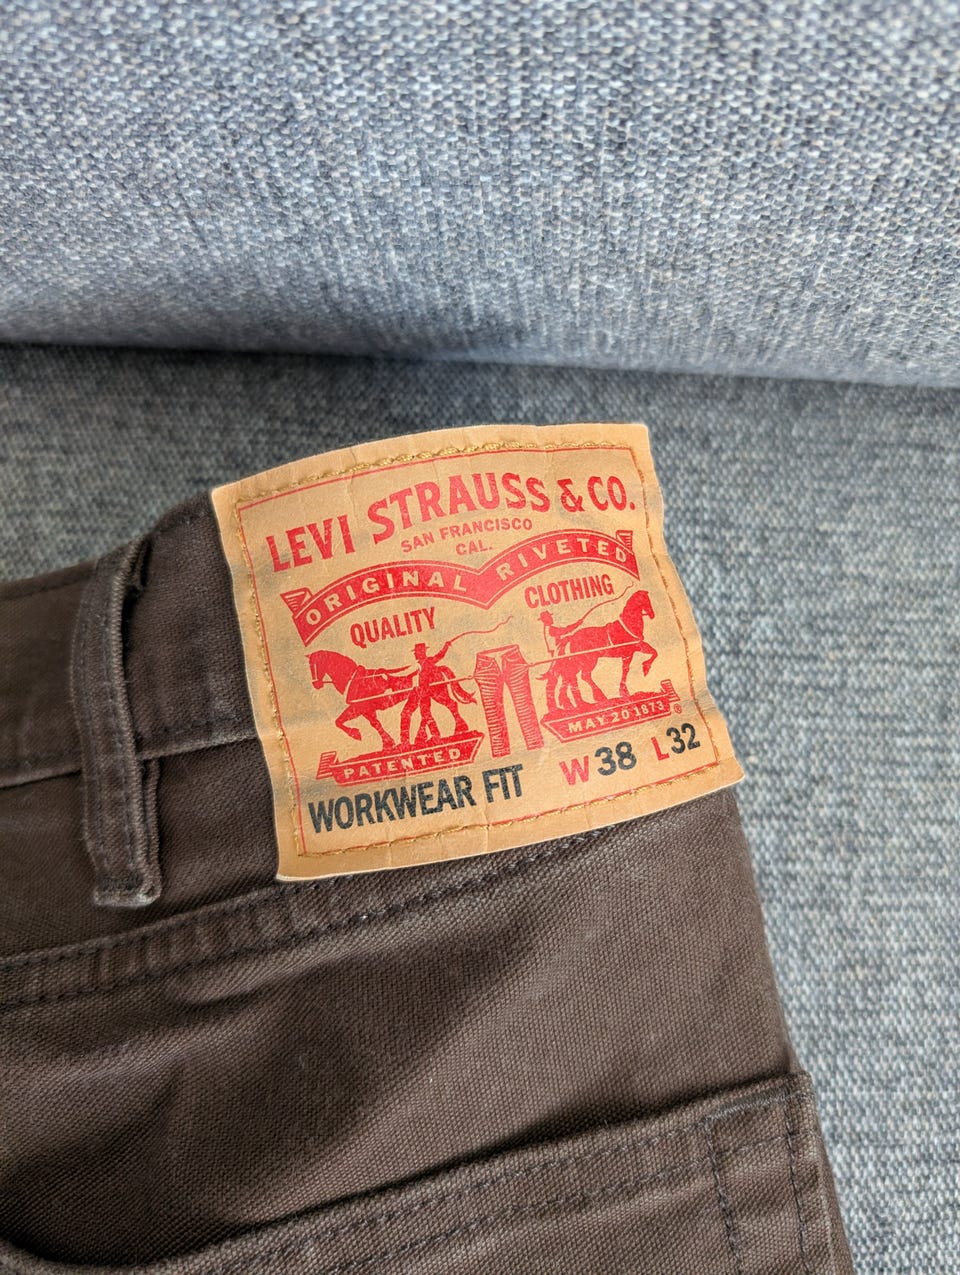 LEVI STRAUSS & CO.
SAN FRANCISCO
CAL.
ORIGINAL RIVETED
QUALITY CLOTHING
PATENTED MAY 20 1873 ®
WORKWEAR FIT W 38 L 32